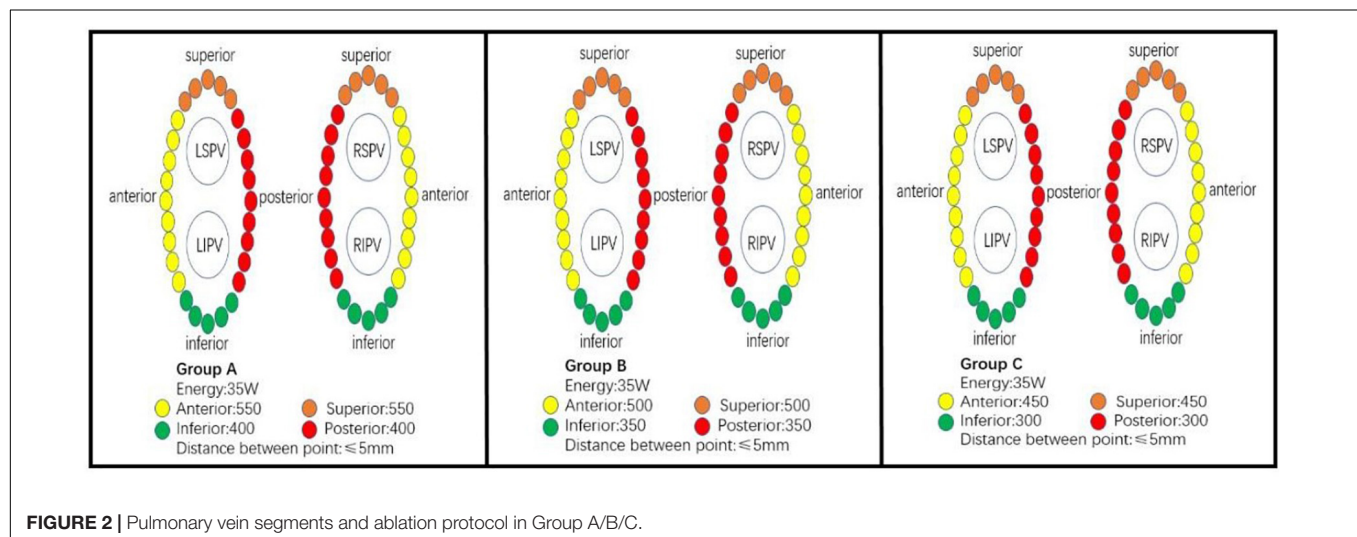 superior superior
LSPV RSPV
anterior posterior anterior
LIPV RIPV
inferior inferior
Group A
Energy:35W
Anterior:550 Superior:550
Inferior:400 Posterior:400
Distance between point:≤5mm
superior superior
LSPV RSPV
anterior posterior anterior
LIPV RIPV
inferior inferior
Group B
Energy:35W
Anterior:500 Superior:500
Inferior:350 Posterior:350
Distance between point:≤5mm
superior superior
LSPV RSPV
anterior posterior anterior
LIPV RIPV
inferior inferior
Group C
Energy:35W
Anterior:450 Superior:450
Inferior:300 Posterior:300
Distance between point:≤5mm
FIGURE 2 | Pulmonary vein segments and ablation protocol in Group A/B/C.